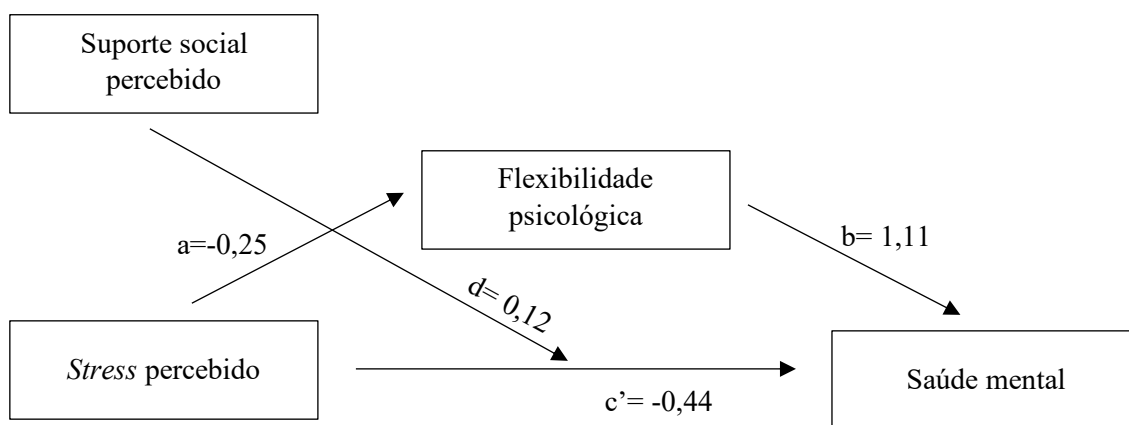 Suporte social
percebido
Flexibilidade
psicológica
a=-0,25
b= 1,11
d= 0,12
Stress percebido
c’= -0,44
Saúde mental